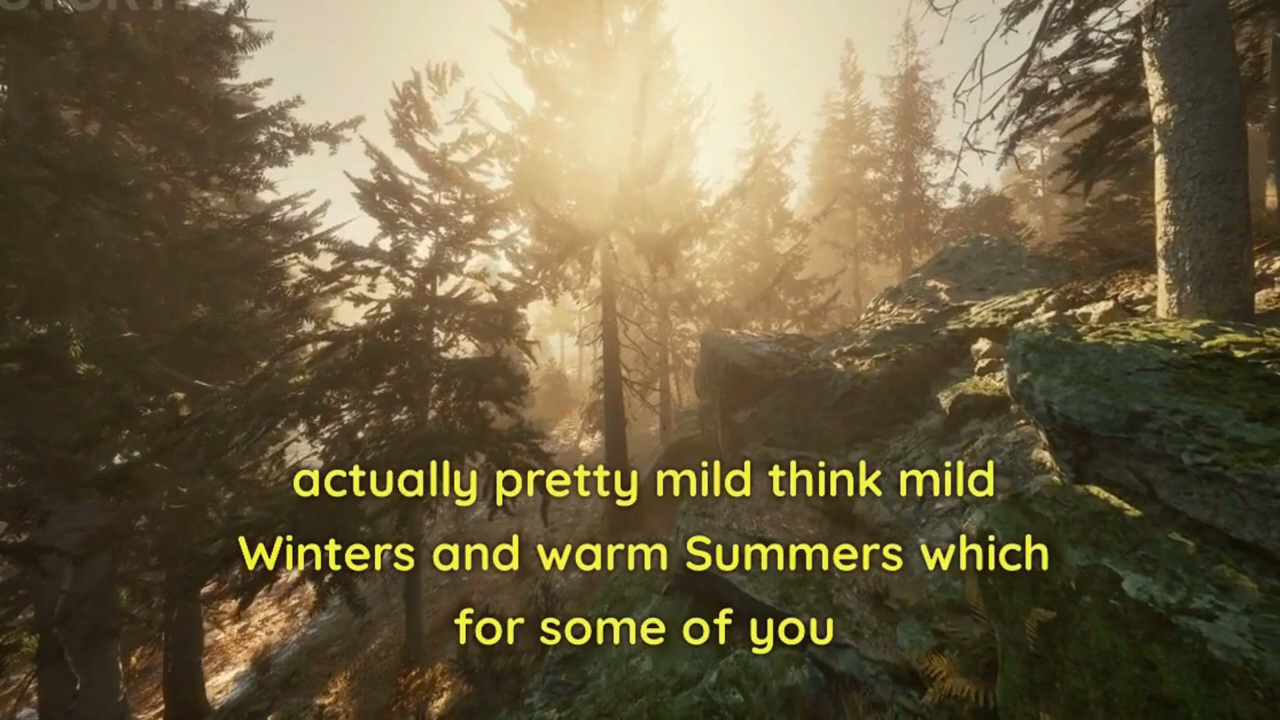 actually pretty mild think mild
Winters and warm Summers which
for some of you